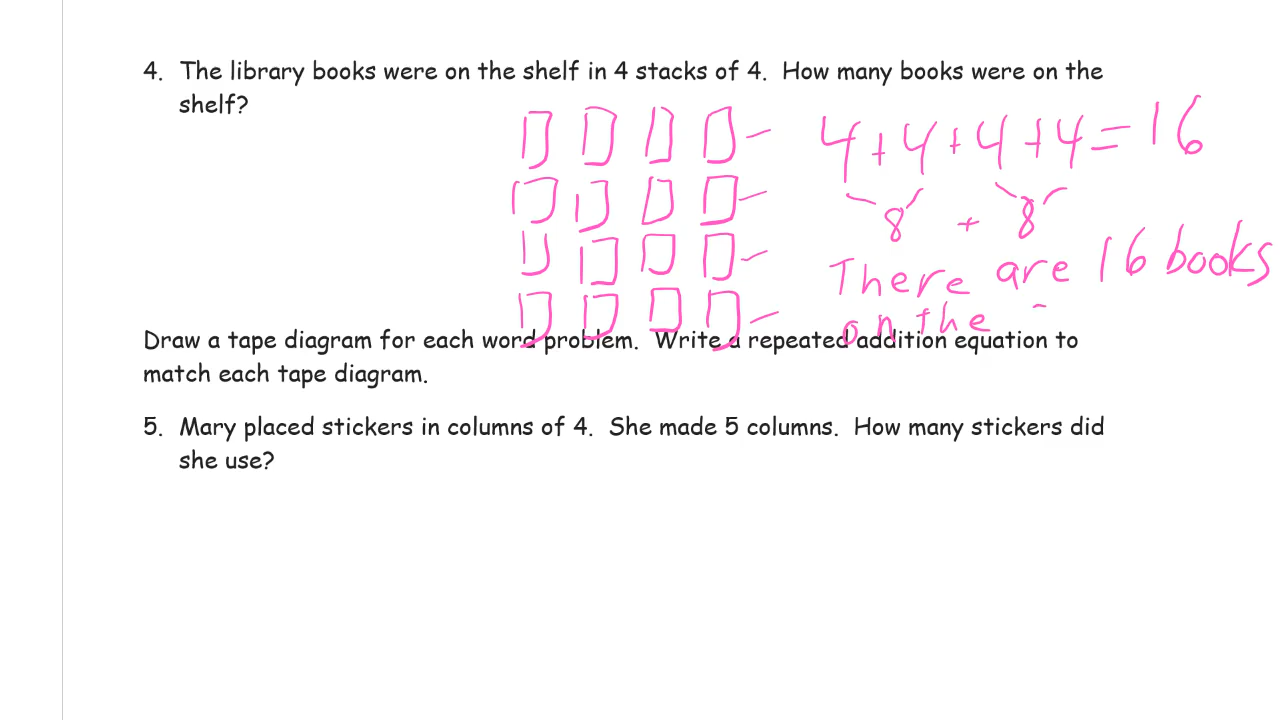 4. The library books were on the shelf in 4 stacks of 4. How many books were on the
shelf?
4+4+4+4=16
8 + 8
There are 16 books
on the
Draw a tape diagram for each word problem. Write a repeated addition equation to
match each tape diagram.
5. Mary placed stickers in columns of 4. She made 5 columns. How many stickers did
she use?